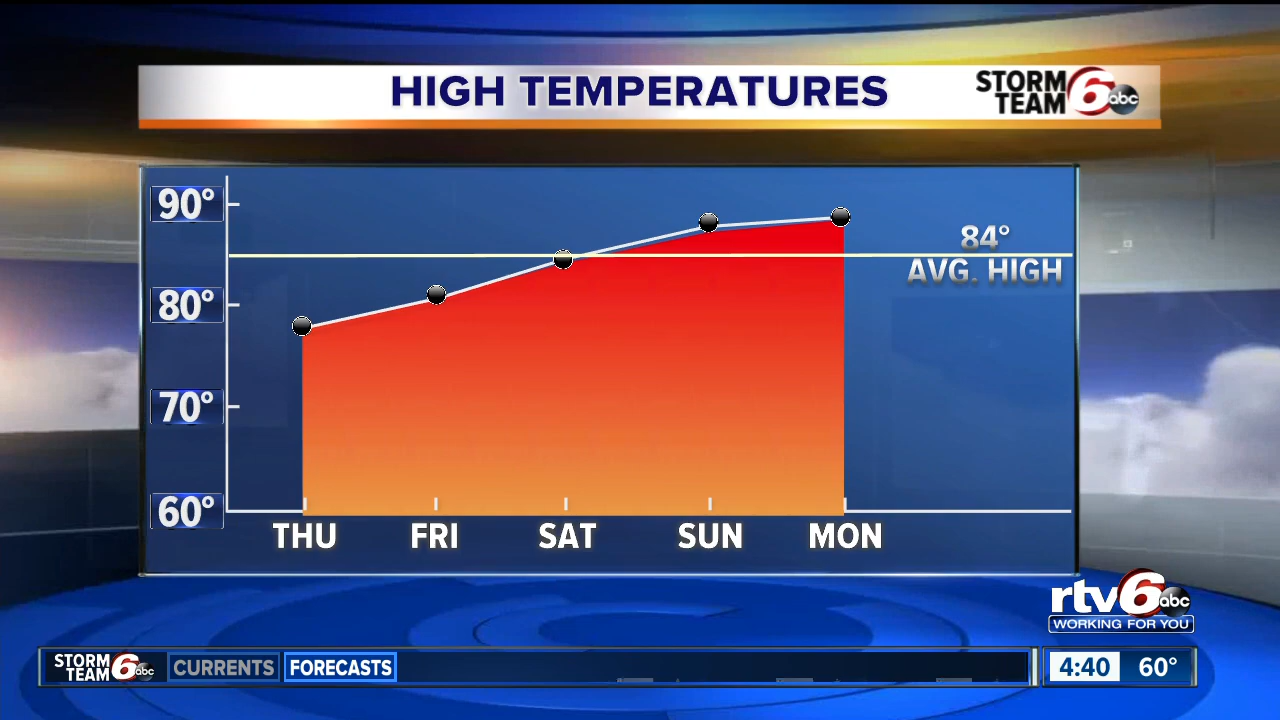 HIGH TEMPERATURES
STORM TEAM 6 abc
90°
80°
70°
60°
84°
AVG. HIGH
THU FRI SAT SUN MON
rtv6 abc
WORKING FOR YOU
STORM TEAM 6 abc CURRENTS FORECASTS 4:40 60°